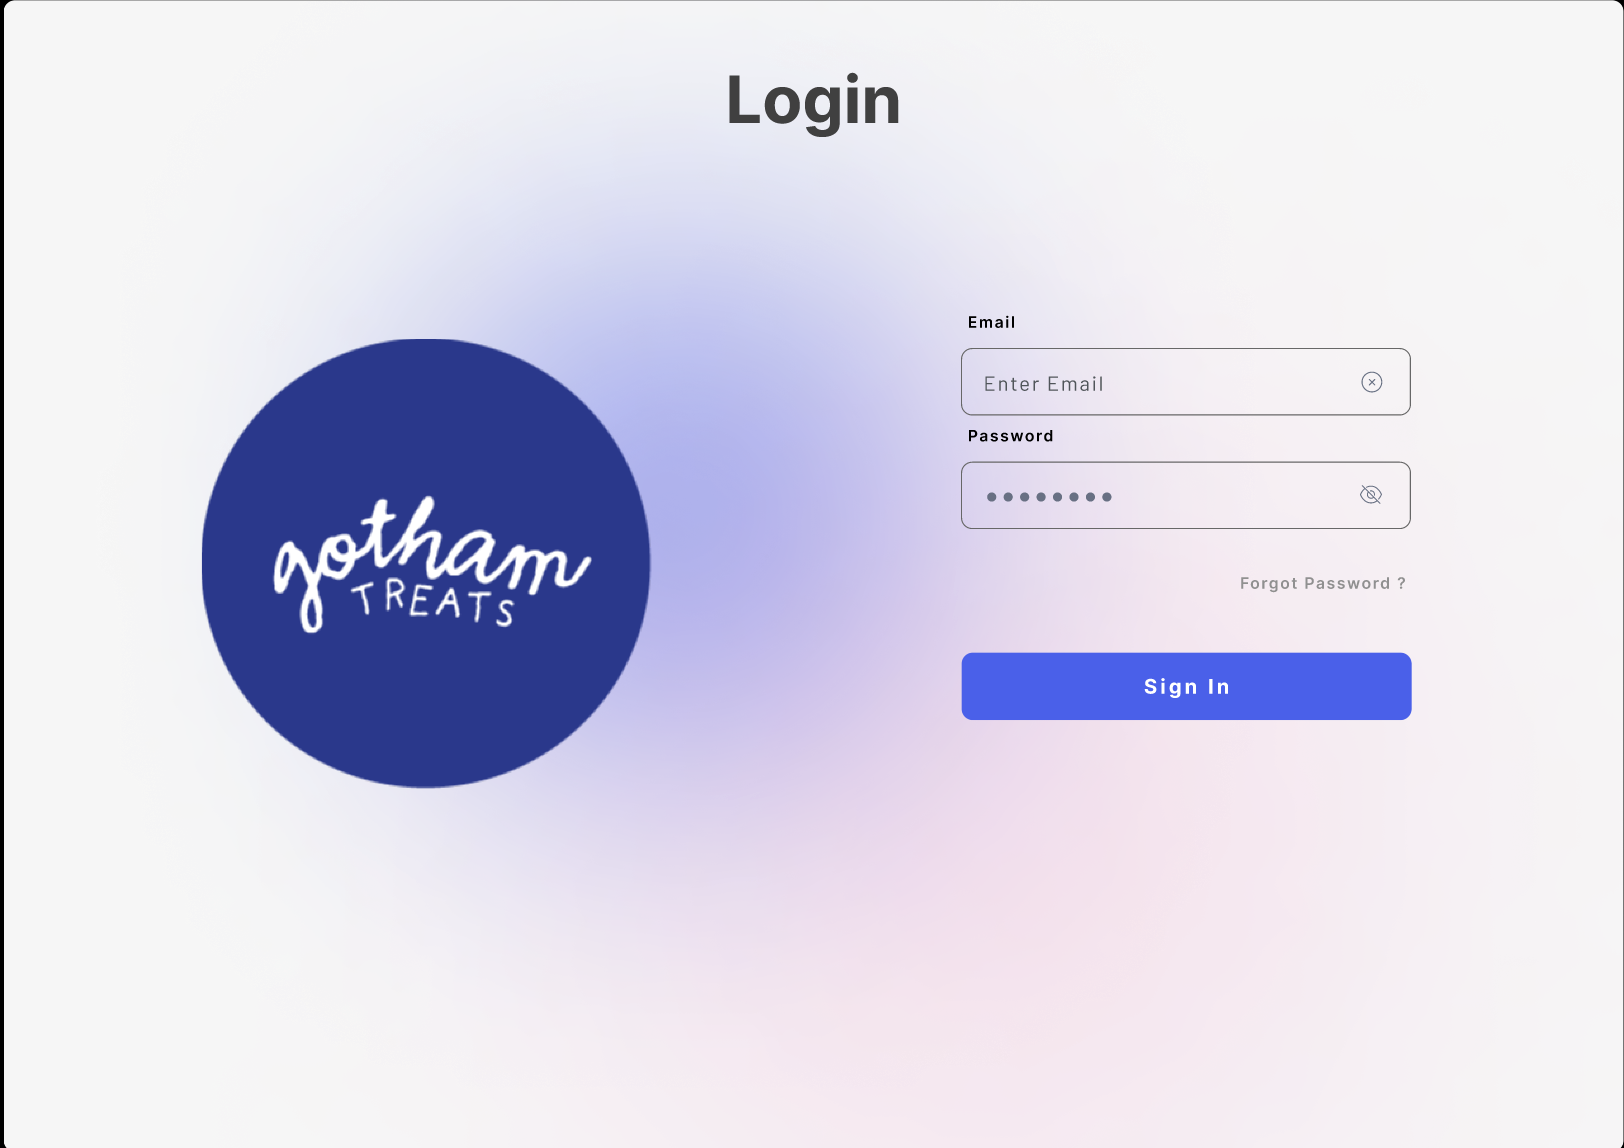 Login
gotham
TREATS
Email
Enter Email
Password
Forgot Password ?
Sign In